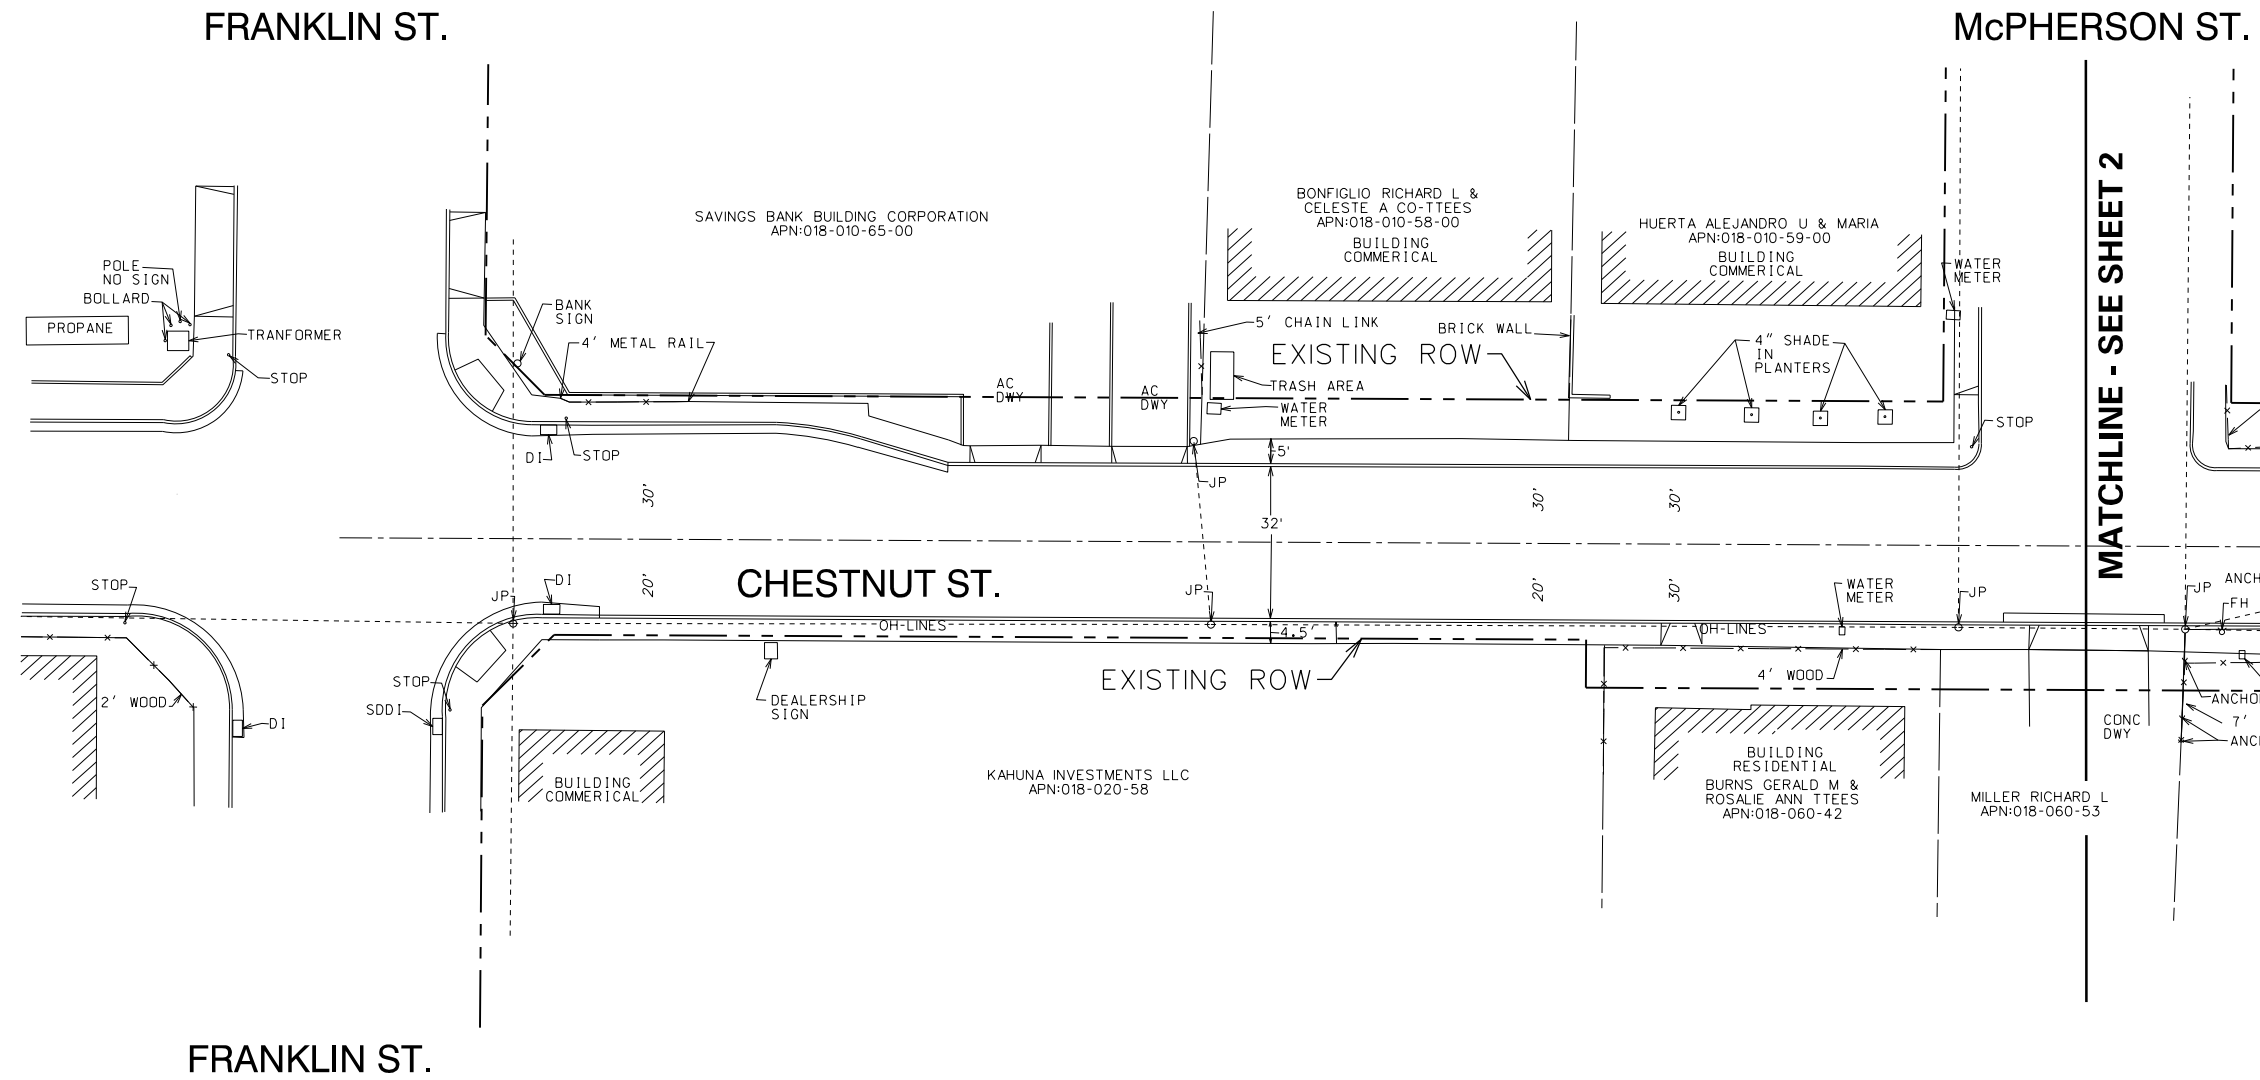 FRANKLIN ST.
McPHERSON ST.
MATCHLINE - SEE SHEET 2
SAVINGS BANK BUILDING CORPORATION
APN:018-010-65-00
BONFIGLIO RICHARD L &
CELESTE A CO-TTEES
APN:018-010-58-00
BUILDING
COMMERICAL
HUERTA ALEJANDRO U & MARIA
APN:018-010-59-00
BUILDING
COMMERICAL
WATER
METER
POLE
NO SIGN
BOLLARD
PROPANE
TRANFORMER
STOP
BANK
SIGN
4' METAL RAIL
5' CHAIN LINK
BRICK WALL
EXISTING ROW
4" SHADE
IN
PLANTERS
AC
DWY
AC
DWY
TRASH AREA
WATER
METER
STOP
DI
STOP
5'
JP
30'
30'
30'
32'
CHESTNUT ST.
STOP
JP
DI
20'
JP
20'
30'
WATER
METER
JP
JP
ANCH
FH
OH-LINES
4.5'
OH-LINES
EXISTING ROW
4' WOOD
STOP
SDDI
2' WOOD
DI
DEALERSHIP
SIGN
ANCHO
7'
ANC
CONC
DWY
BUILDING
COMMERICAL
KAHUNA INVESTMENTS LLC
APN:018-020-58
BUILDING
RESIDENTIAL
BURNS GERALD M &
ROSALIE ANN TTEES
APN:018-060-42
MILLER RICHARD L
APN:018-060-53
FRANKLIN ST.